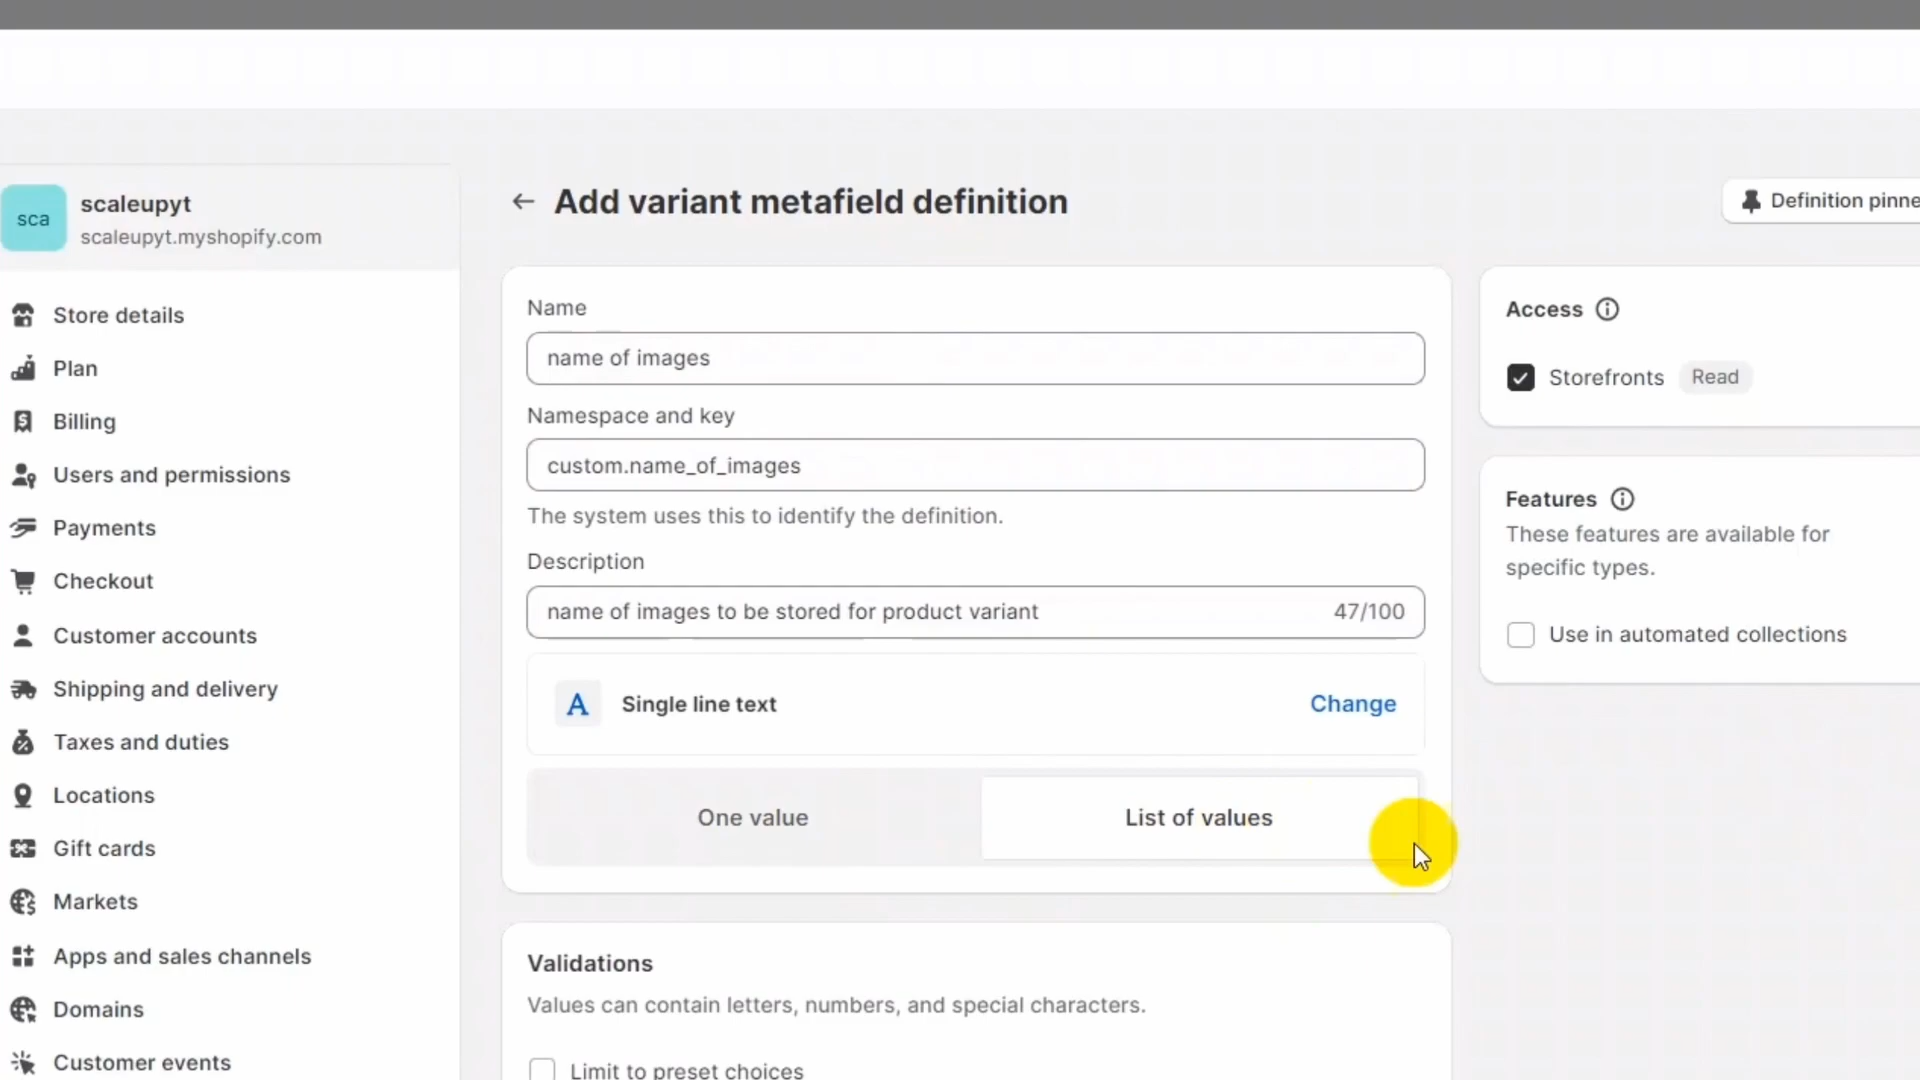 sca
scaleupyt
scaleupyt.myshopify.com
Store details
Plan
Billing
Users and permissions
Payments
Checkout
Customer accounts
Shipping and delivery
Taxes and duties
Locations
Gift cards
Markets
Apps and sales channels
Domains
Customer events
Add variant metafield definition
Definition pinne
Name
name of images
Namespace and key
custom.name_of_images
The system uses this to identify the definition.
Description
name of images to be stored for product variant 47/100
A Single line text Change
One value List of values
Validations
Values can contain letters, numbers, and special characters.
Limit to preset choices
Access
Storefronts Read
Features
These features are available for
specific types.
Use in automated collections